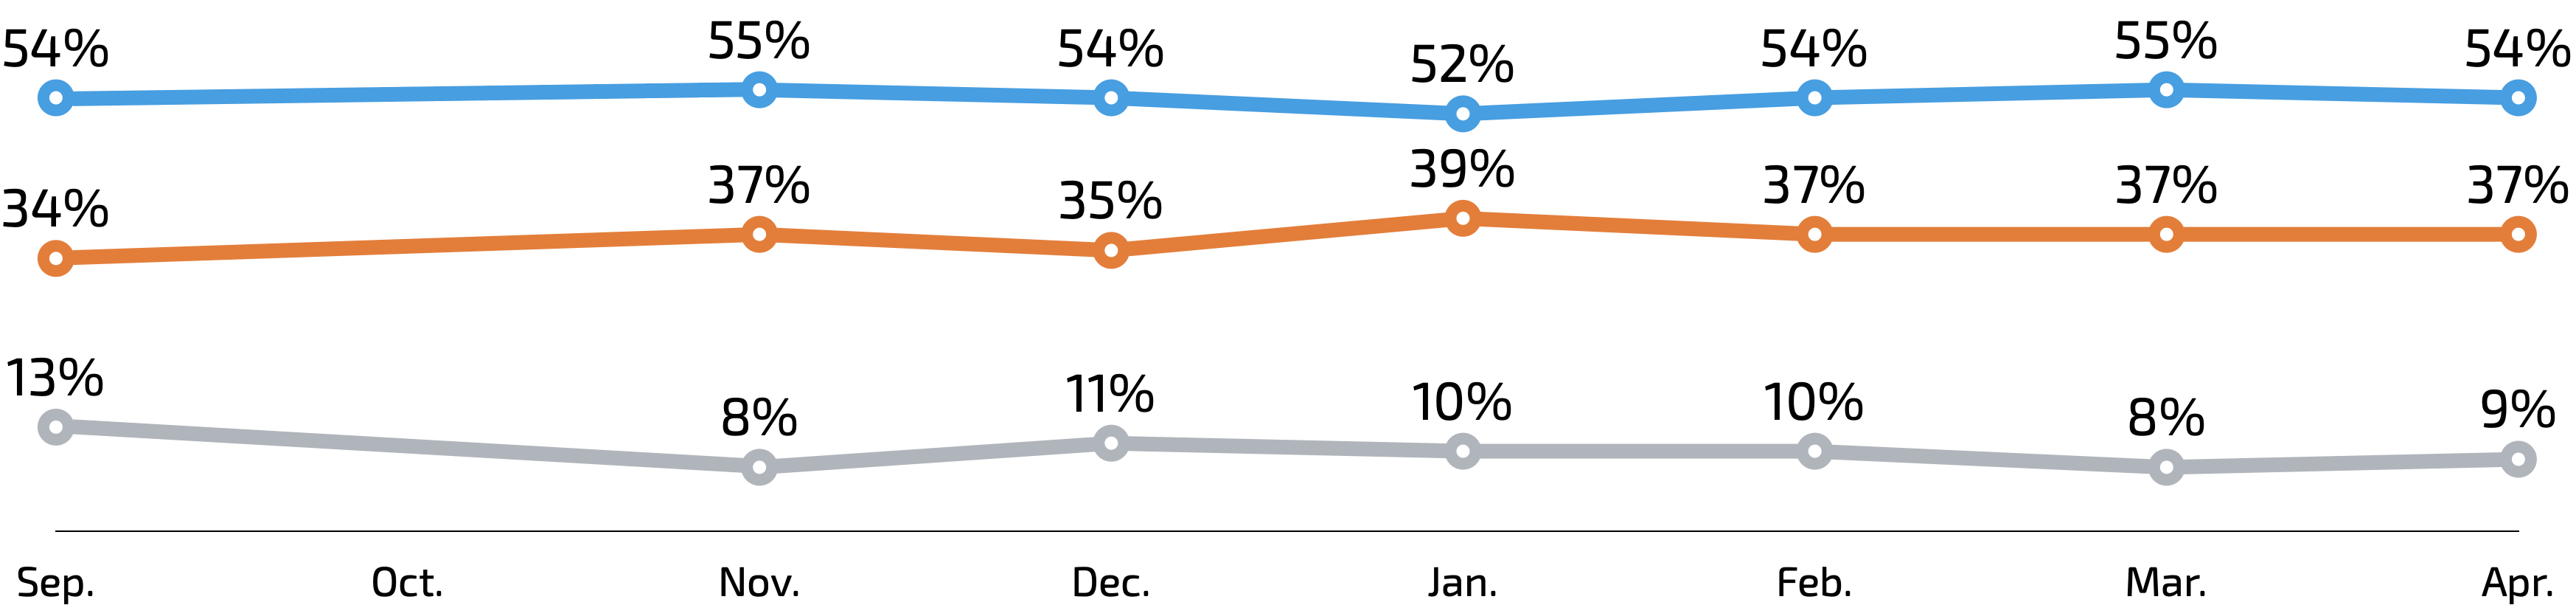 54% 55% 54% 52% 54% 55% 54%
34% 37% 35% 39% 37% 37% 37%
13% 8% 11% 10% 10% 8% 9%
Sep. Oct. Nov. Dec. Jan. Feb. Mar. Apr.